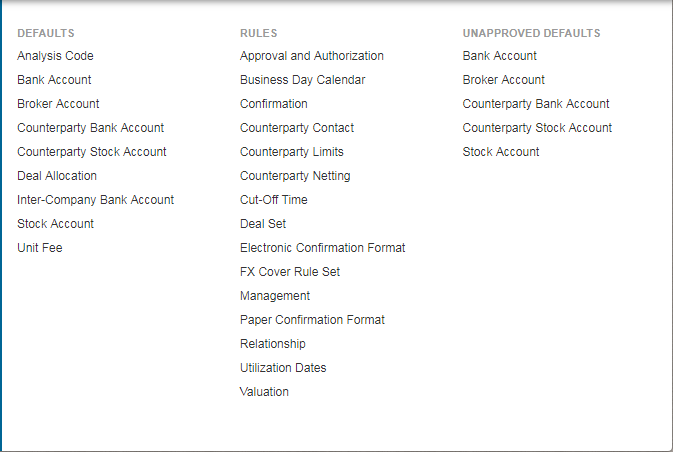 DEFAULTS
Analysis Code
Bank Account
Broker Account
Counterparty Bank Account
Counterparty Stock Account
Deal Allocation
Inter-Company Bank Account
Stock Account
Unit Fee
RULES
Approval and Authorization
Business Day Calendar
Confirmation
Counterparty Contact
Counterparty Limits
Counterparty Netting
Cut-Off Time
Deal Set
Electronic Confirmation Format
FX Cover Rule Set
Management
Paper Confirmation Format
Relationship
Utilization Dates
Valuation
UNAPPROVED DEFAULTS
Bank Account
Broker Account
Counterparty Bank Account
Counterparty Stock Account
Stock Account